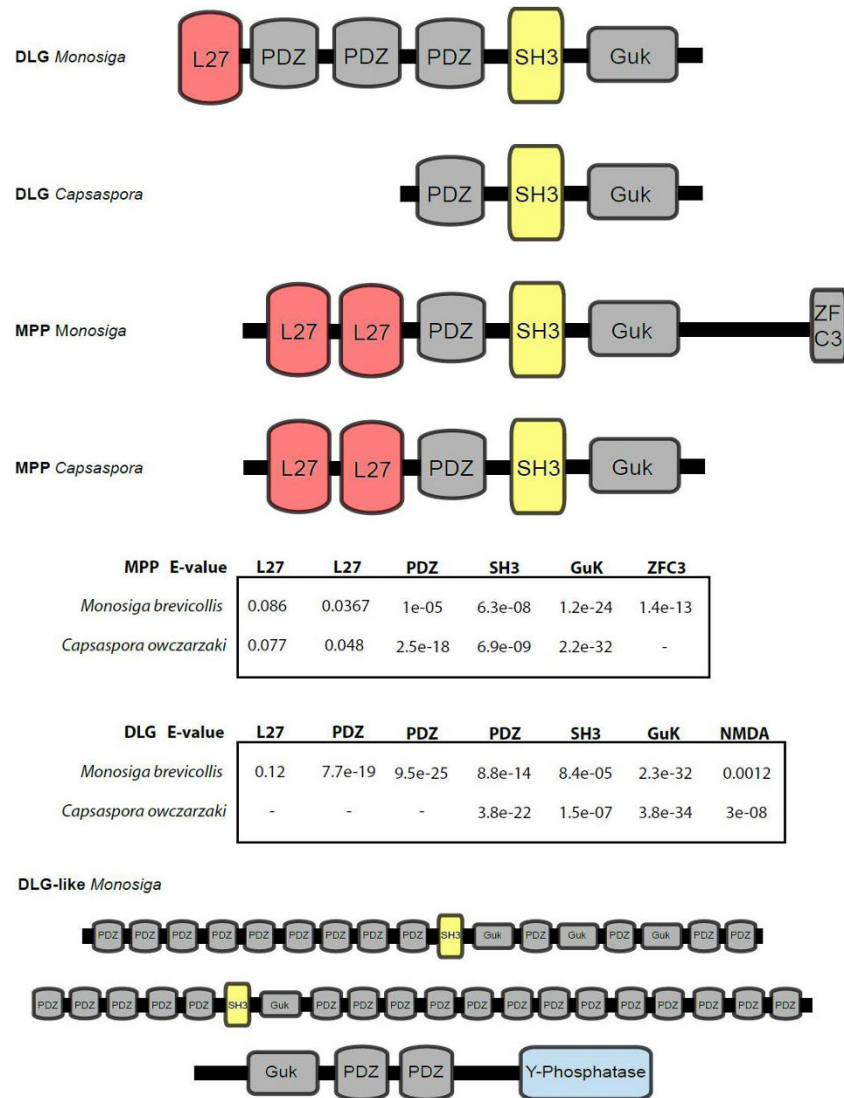 DLG Monosiga L27 PDZ PDZ PDZ SH3 Guk
DLG Capsaspora PDZ SH3 Guk
MPP Monosiga L27 L27 PDZ SH3 Guk ZF
C3
MPP Capsaspora L27 L27 PDZ SH3 Guk
MPP E-value L27 L27 PDZ SH3 GuK ZFC3
Monosiga brevicollis 0.086 0.0367 1e-05 6.3e-08 1.2e-24 1.4e-13
Capsaspora owczarzaki 0.077 0.048 2.5e-18 6.9e-09 2.2e-32 -
DLG E-value L27 PDZ PDZ PDZ SH3 GuK NMDA
Monosiga brevicollis 0.12 7.7e-19 9.5e-25 8.8e-14 8.4e-05 2.3e-32 0.0012
Capsaspora owczarzaki - - - 3.8e-22 1.5e-07 3.8e-34 3e-08
DLG-like Monosiga
PDZ PDZ PDZ PDZ PDZ PDZ PDZ PDZ PDZ SH3 Guk PDZ Guk PDZ Guk PDZ PDZ
PDZ PDZ PDZ PDZ PDZ SH3 Guk PDZ PDZ PDZ PDZ PDZ PDZ PDZ PDZ PDZ PDZ PDZ PDZ PDZ
Guk PDZ PDZ Y-Phosphatase